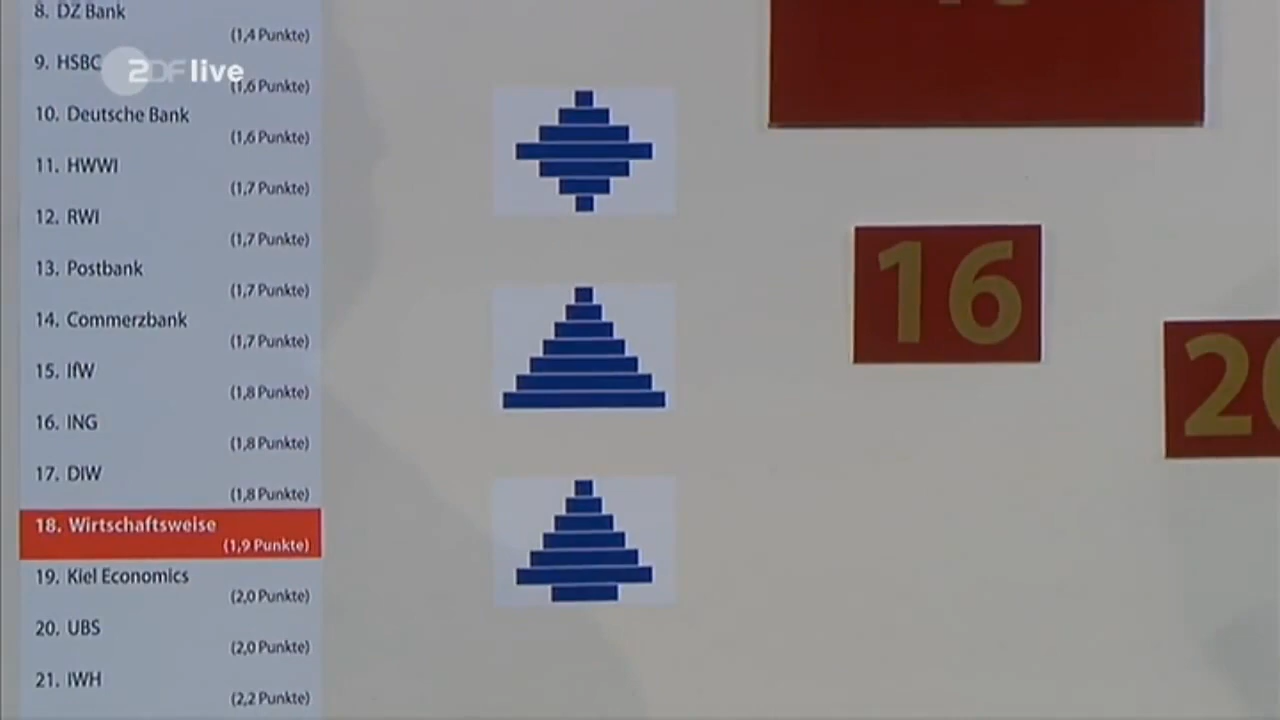 8. DZ Bank
(1,4 Punkte)
9. HSBC
ZDF live
(1,6 Punkte)
10. Deutsche Bank
(1,6 Punkte)
11. HWWI
(1,7 Punkte)
12. RWI
(1,7 Punkte)
13. Postbank
(1,7 Punkte)
14. Commerzbank
(1,7 Punkte)
15. IfW
(1,8 Punkte)
16. ING
(1,8 Punkte)
17. DIW
(1,8 Punkte)
18. Wirtschaftsweise
(1,9 Punkte)
19. Kiel Economics
(2,0 Punkte)
20. UBS
(2,0 Punkte)
21. IWH
(2,2 Punkte)
16